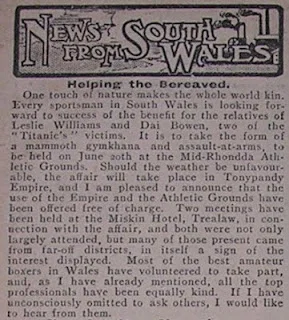 NEWS FROM SOUTH WALES
Helping the Bereaved.
One touch of nature makes the whole world kin.
Every sportsman in South Wales is looking for-
ward to success of the benefit for the relatives of
Leslie Williams and Dai Bowen, two of the
"Titanic's" victims. It is to take the form of
a mammoth gymkhana and assault-at-arms, to
be held on June 20th at the Mid-Rhondda Ath-
letic Grounds. Should the weather be unfavour-
able, the affair will take place in Tonypandy
Empire, and I am pleased to announce that the
use of the Empire and the Athletic Grounds have
been offered free of charge. Two meetings have
been held at the Miskin Hotel, Trealaw, in con-
nection with the affair, and both were not only
largely attended, but many of those present came
from far-off districts, in itself a sign of the
interest displayed. Most of the best amateur
boxers in Wales have volunteered to take part,
and, as I have already mentioned, all the top
professionals have been equally kind. If I have
unconsciously omitted to ask others, I would like
to hear from them.